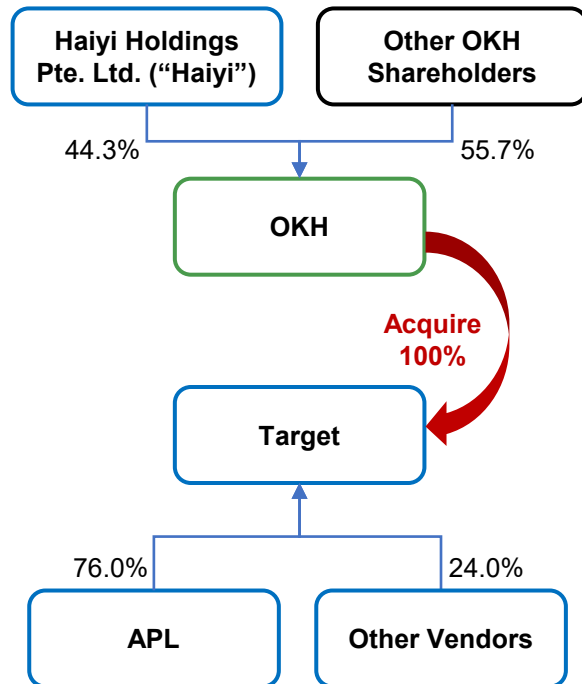 Haiyi Holdings
Pte. Ltd. (“Haiyi”)
Other OKH
Shareholders
44.3%
55.7%
OKH
Acquire
100%
Target
76.0%
24.0%
APL
Other Vendors